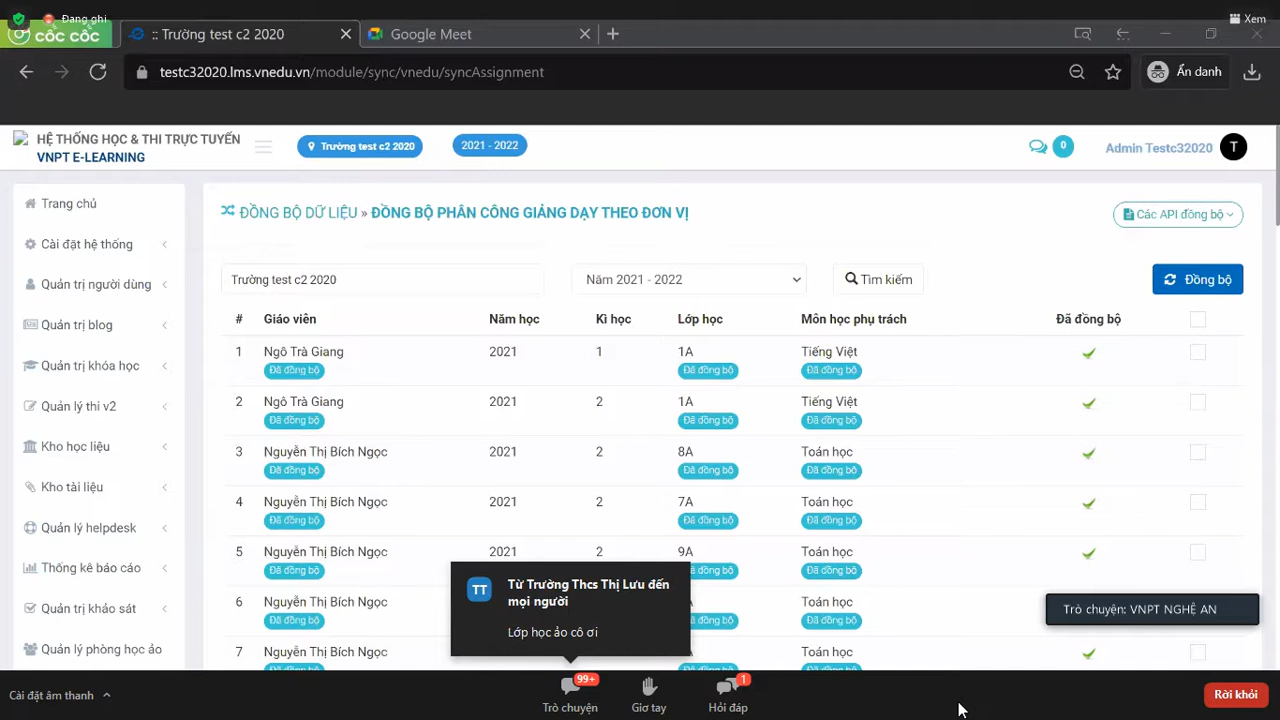 Đang ghi
Xem
CỐC CỐC
:: Trường test c2 2020
Google Meet
testc32020.lms.vnedu.vn/module/sync/vnedu/syncAssignment
Ẩn danh
HỆ THỐNG HỌC & THI TRỰC TUYẾN
VNPT E-LEARNING
Trường test c2 2020
2021 - 2022
0
Admin Testc32020
T
Trang chủ
Cài đặt hệ thống
Quản trị người dùng
Quản trị blog
Quản trị khóa học
Quản lý thi v2
Kho học liệu
Kho tài liệu
Quản lý helpdesk
Thống kê báo cáo
Quản trị khảo sát
Quản lý phòng học ảo
ĐỒNG BỘ DỮ LIỆU » ĐỒNG BỘ PHÂN CÔNG GIẢNG DẠY THEO ĐƠN VỊ
Các API đồng bộ
Trường test c2 2020
Năm 2021 - 2022
Tìm kiếm
Đồng bộ
# Giáo viên Năm học Kì học Lớp học Môn học phụ trách Đã đồng bộ
1 Ngô Trà Giang 2021 1 1A Tiếng Việt
Đã đồng bộ Đã đồng bộ Đã đồng bộ
2 Ngô Trà Giang 2021 2 1A Tiếng Việt
Đã đồng bộ Đã đồng bộ Đã đồng bộ
3 Nguyễn Thị Bích Ngọc 2021 2 8A Toán học
Đã đồng bộ Đã đồng bộ Đã đồng bộ
4 Nguyễn Thị Bích Ngọc 2021 2 7A Toán học
Đã đồng bộ Đã đồng bộ Đã đồng bộ
5 Nguyễn Thị Bích Ngọc 2021 2 9A Toán học
Đã đồng bộ đồng bộ Đã đồng bộ
6 Nguyễn Thị Bích Ngọc Toán học
Đã đồng bộ đồng bộ Đã đồng bộ
7 Nguyễn Thị Bích Ngọc Toán học
Đã đồng bộ Đã đồng bộ
TT
Từ Trường Thcs Thị Lưu đến
mọi người
Lớp học ảo cô ơi
Trò chuyện: VNPT NGHỆ AN
Cài đặt âm thanh
99+
Trò chuyện
Giơ tay
1
Hỏi đáp
Rời khỏi